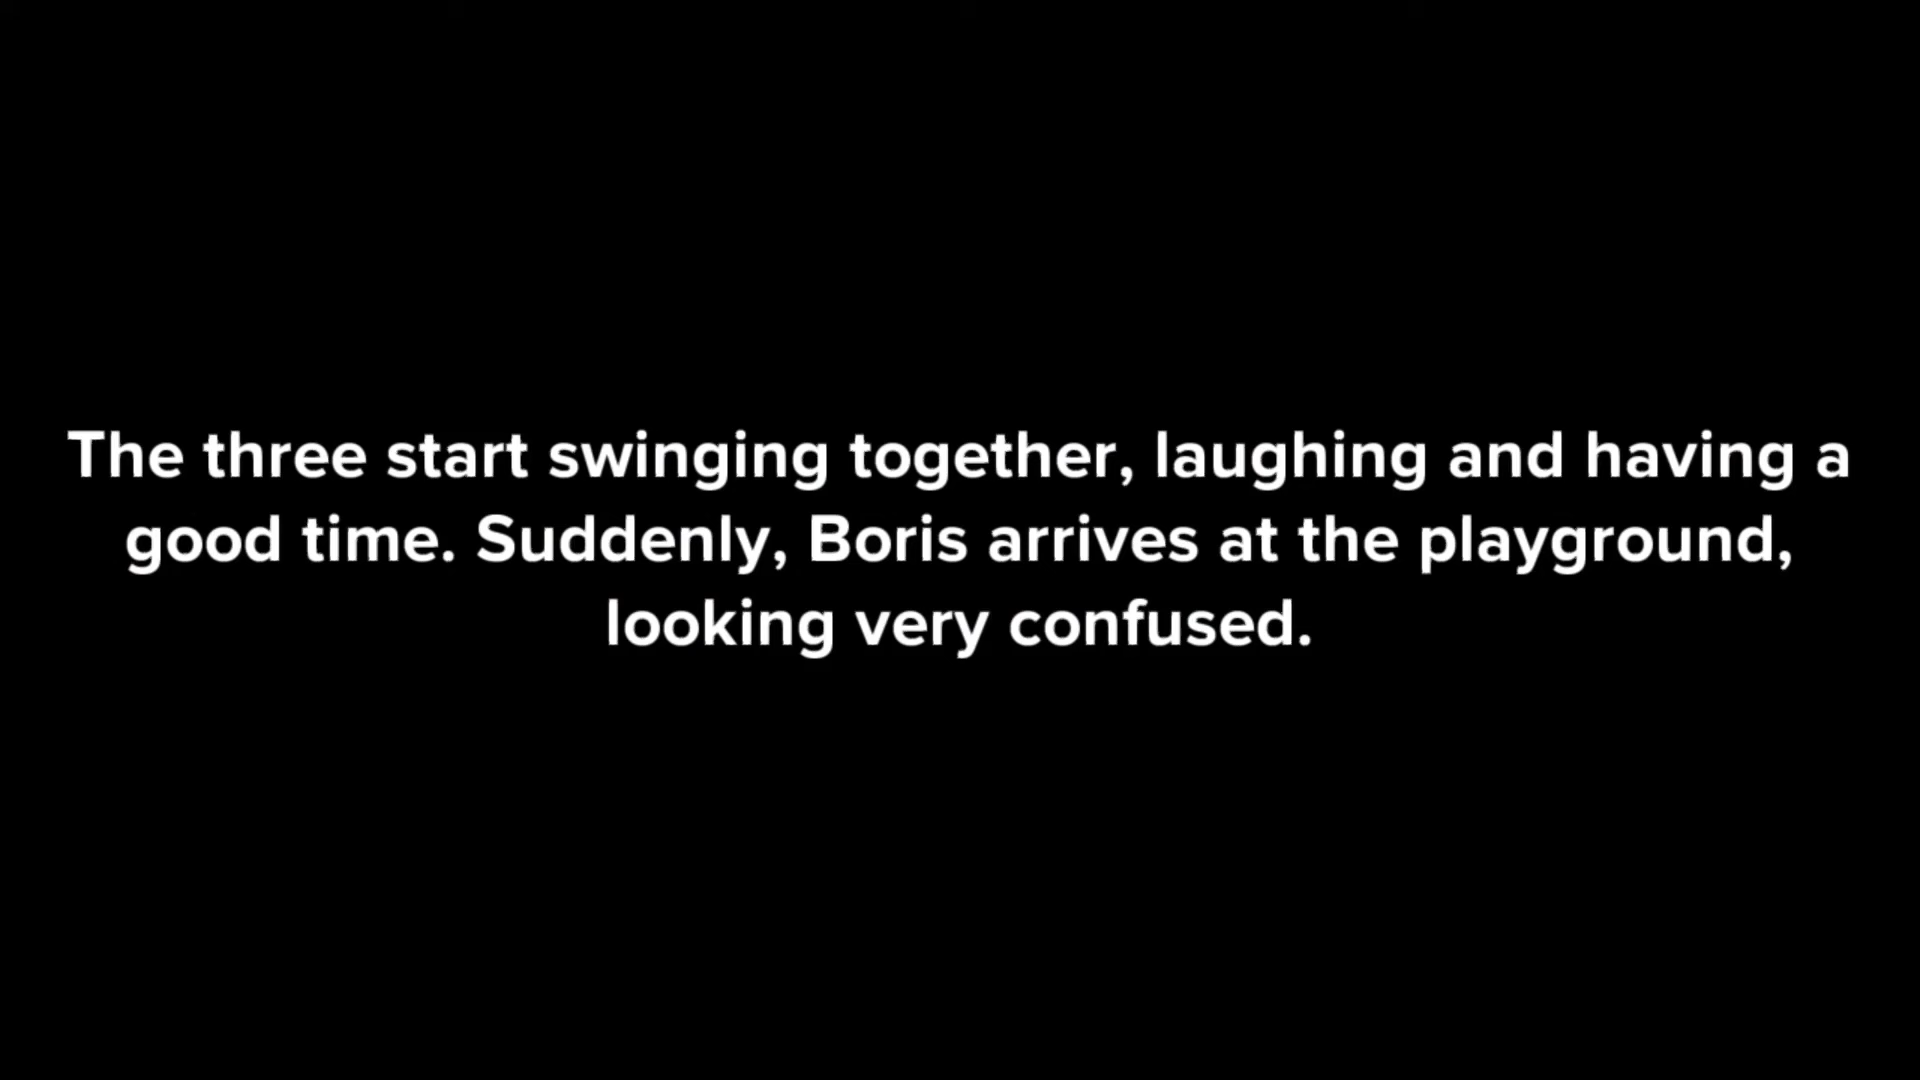 The three start swinging together, laughing and having a
good time. Suddenly, Boris arrives at the playground,
looking very confused.